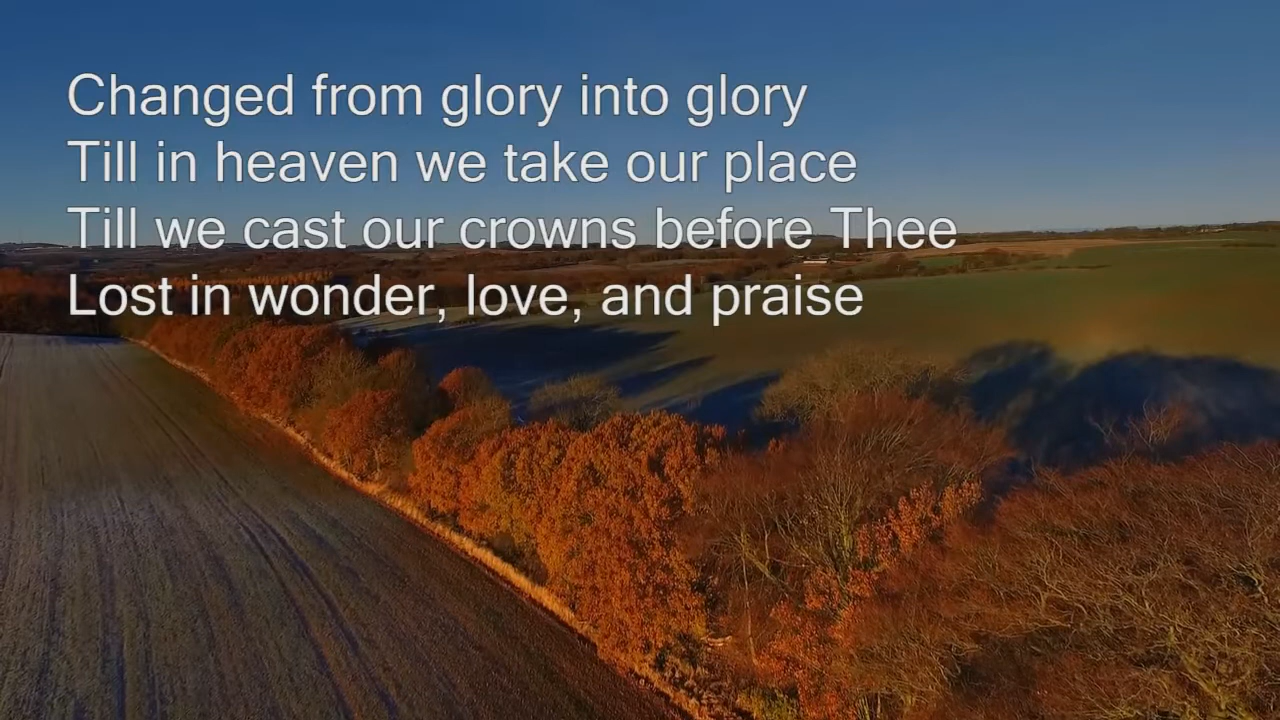 Changed from glory into glory
Till in heaven we take our place
Till we cast our crowns before Thee
Lost in wonder, love, and praise